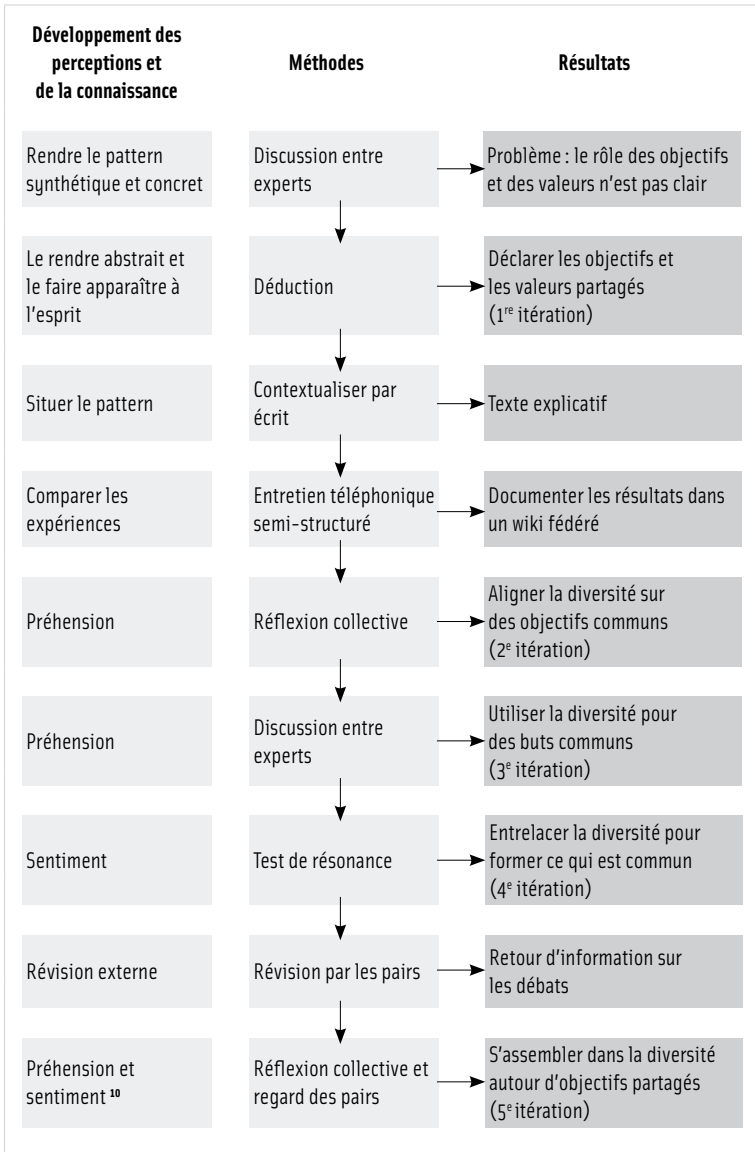 Développement des
perceptions et
de la connaissance
Méthodes
Résultats
Rendre le pattern
synthétique et concret
Discussion entre
experts
Problème : le rôle des objectifs
et des valeurs n'est pas clair
Le rendre abstrait et
le faire apparaître à
l'esprit
Déduction
Déclarer les objectifs et
les valeurs partagés
(1re itération)
Situer le pattern
Contextualiser par
écrit
Texte explicatif
Comparer les
expériences
Entretien téléphonique
semi-structuré
Documenter les résultats dans
un wiki fédéré
Préhension
Réflexion collective
Aligner la diversité sur
des objectifs communs
(2e itération)
Préhension
Discussion entre
experts
Utiliser la diversité pour
des buts communs
(3e itération)
Sentiment
Test de résonance
Entrelacer la diversité pour
former ce qui est commun
(4e itération)
Révision externe
Révision par les pairs
Retour d'information sur
les débats
Préhension et
sentiment 10
Réflexion collective et
regard des pairs
S'assembler dans la diversité
autour d'objectifs partagés
(5e itération)